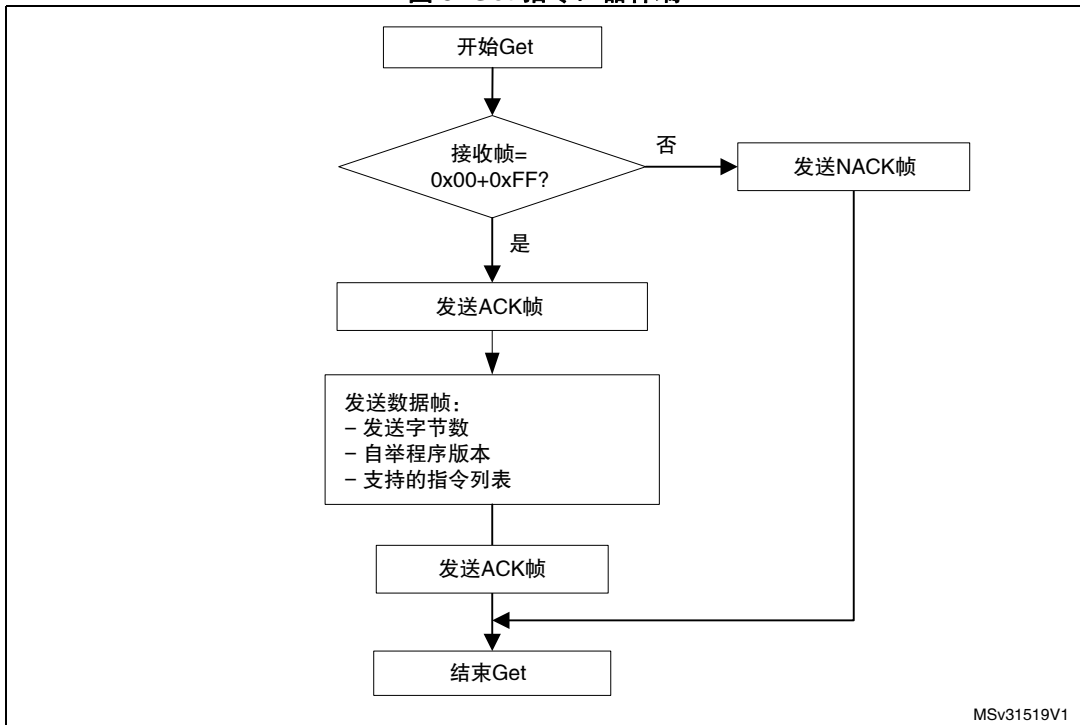 开始Get
接收帧=
0x00+0xFF?
否
发送NACK帧
是
发送ACK帧
发送数据帧:
– 发送字节数
– 自举程序版本
– 支持的指令列表
发送ACK帧
结束Get
MSv31519V1